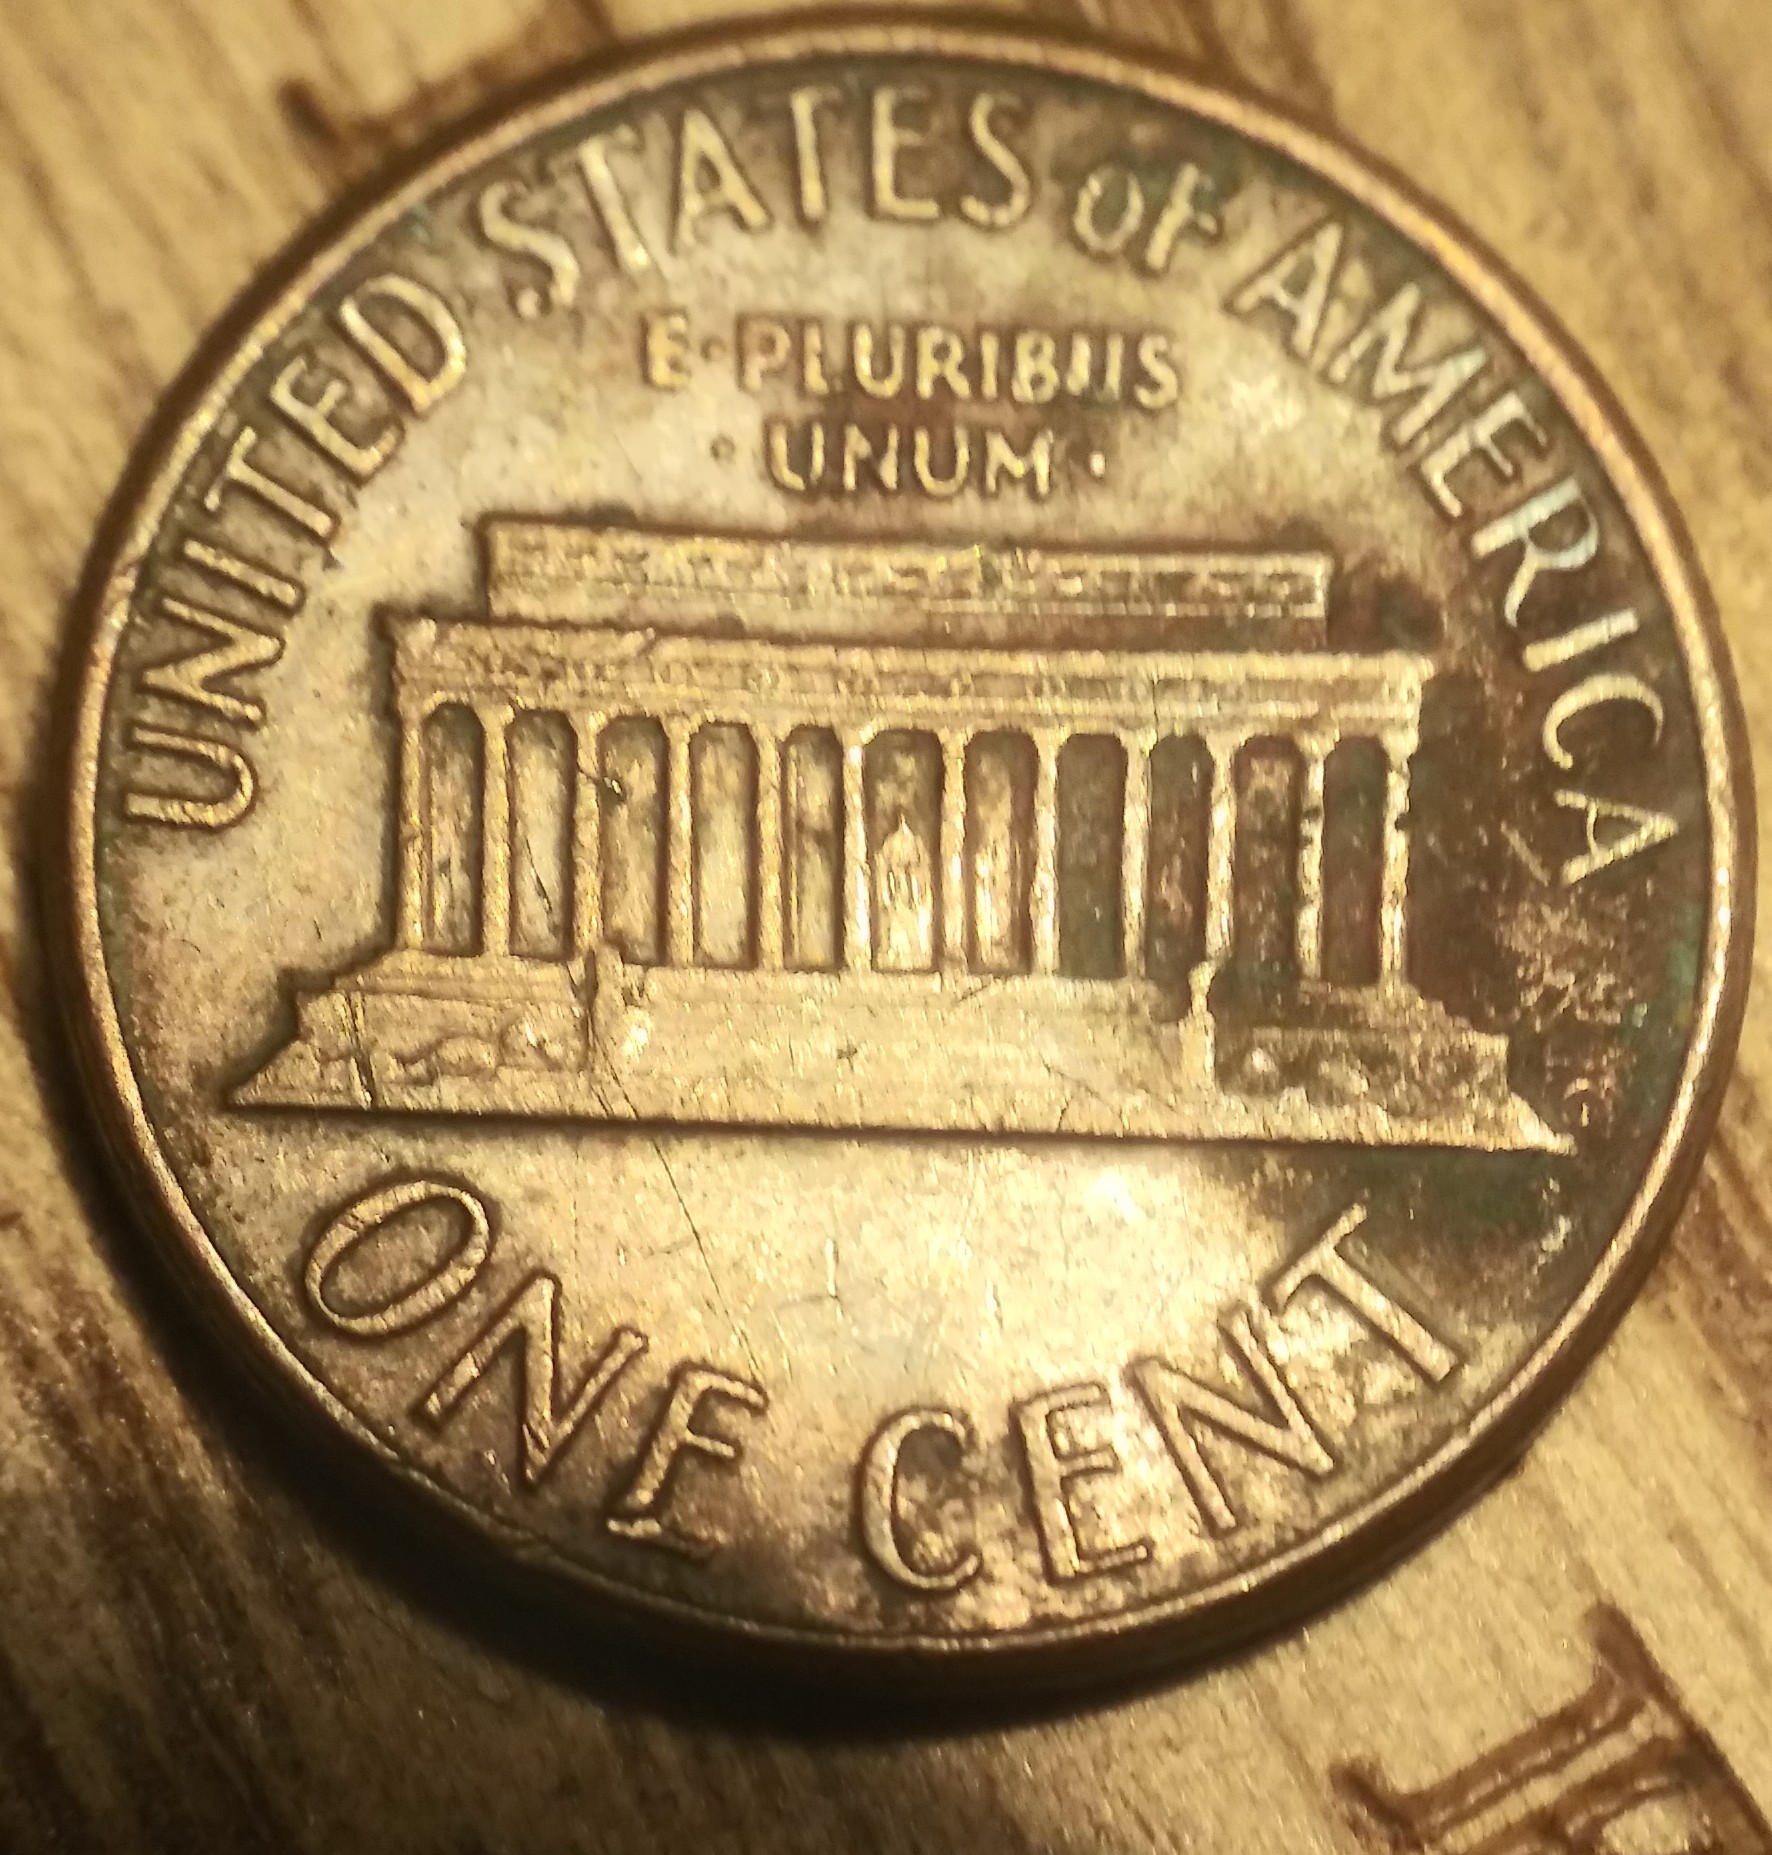 UNITED STATES OF AMERICA
E·PLURIBUS
·UNUM·
ONE CENT